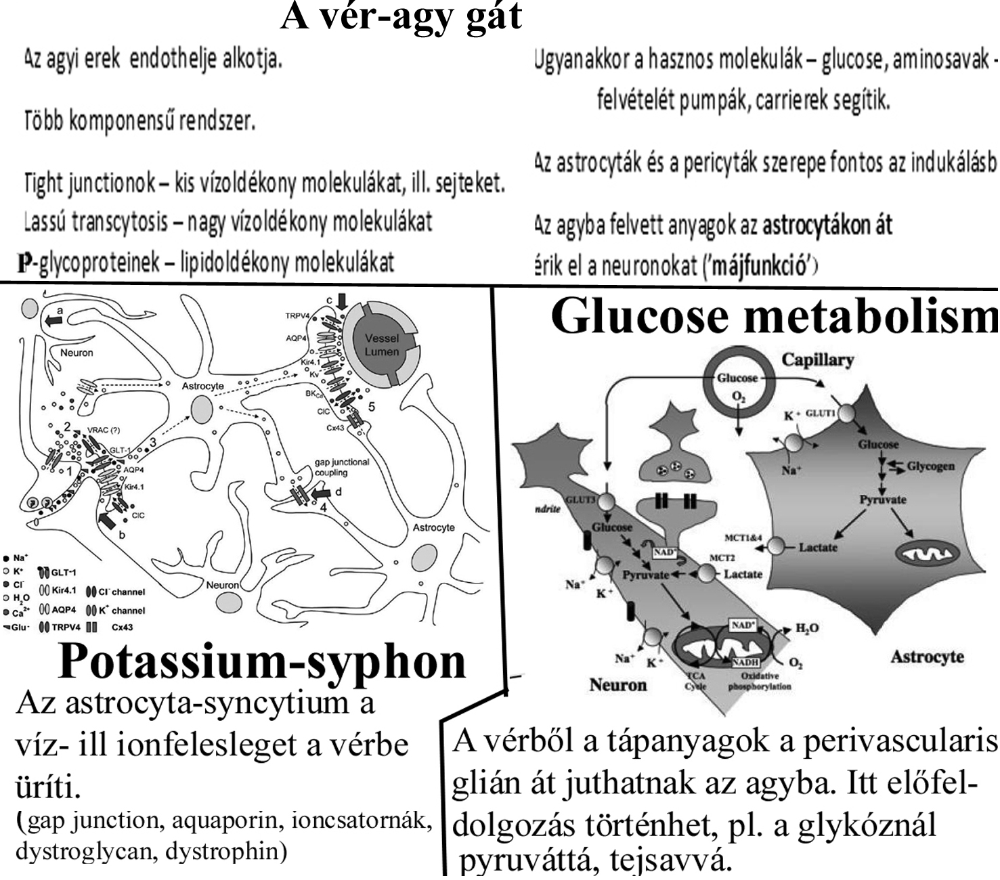 A vér-agy gát
Az agyi erek endothelje alkotja.
Több komponensű rendszer.
Tight junctionok – kis vízoldékony molekulákat, ill. sejteket.
Lassú transcytosis – nagy vízoldékony molekulákat
P-glycoproteinek – lipidoldékony molekulákat
Ugyanakkor a hasznos molekulák – glucose, aminosavak -
felvételét pumpák, carrierek segítik.
Az astrocyták és a pericyták szerepe fontos az indukálásb
Az agyba felvett anyagok az astrocytákon át
érik el a neuronokat ('májfunkció')
a
Neuron
Astrocyte
c
TRPV4
AQP4
Kir4.1
Kv
BKCa
ClC
Cx43
5
Vessel
Lumen
2
VRAC (?)
GLT-1
3
1
AQP4
Kir4.1
ClC
b
gap junctional
coupling
d
4
Astrocyte
Neuron
Na⁺
K⁺
Cl⁻
H₂O
Ca²⁺
Glu⁻
GLT-1
Kir4.1
AQP4
TRPV4
Cl⁻ channel
K⁺ channel
Cx43
Potassium-syphon
Az astrocyta-syncytium a
víz- ill ionfelesleget a vérbe
üríti.
(gap junction, aquaporin, ioncsatornák,
dystroglycan, dystrophin)
Glucose metabolism
Capillary
Glucose
O₂
K⁺
GLUT1
Na⁺
Glucose
Glycogen
Pyruvate
MCT1&4
Lactate
ndrite
GLUT3
Glucose
NAD⁺
MCT2
Pyruvate
Lactate
Na⁺
K⁺
NAD⁺
H₂O
Na⁺
K⁺
NADH
O₂
TCA
Cycle
Oxidative
phosphorylation
Neuron
Astrocyte
A vérből a tápanyagok a perivascularis
glián át juthatnak az agyba. Itt előfel-
dolgozás történhet, pl. a glykóznál
pyruváttá, tejsavvá.